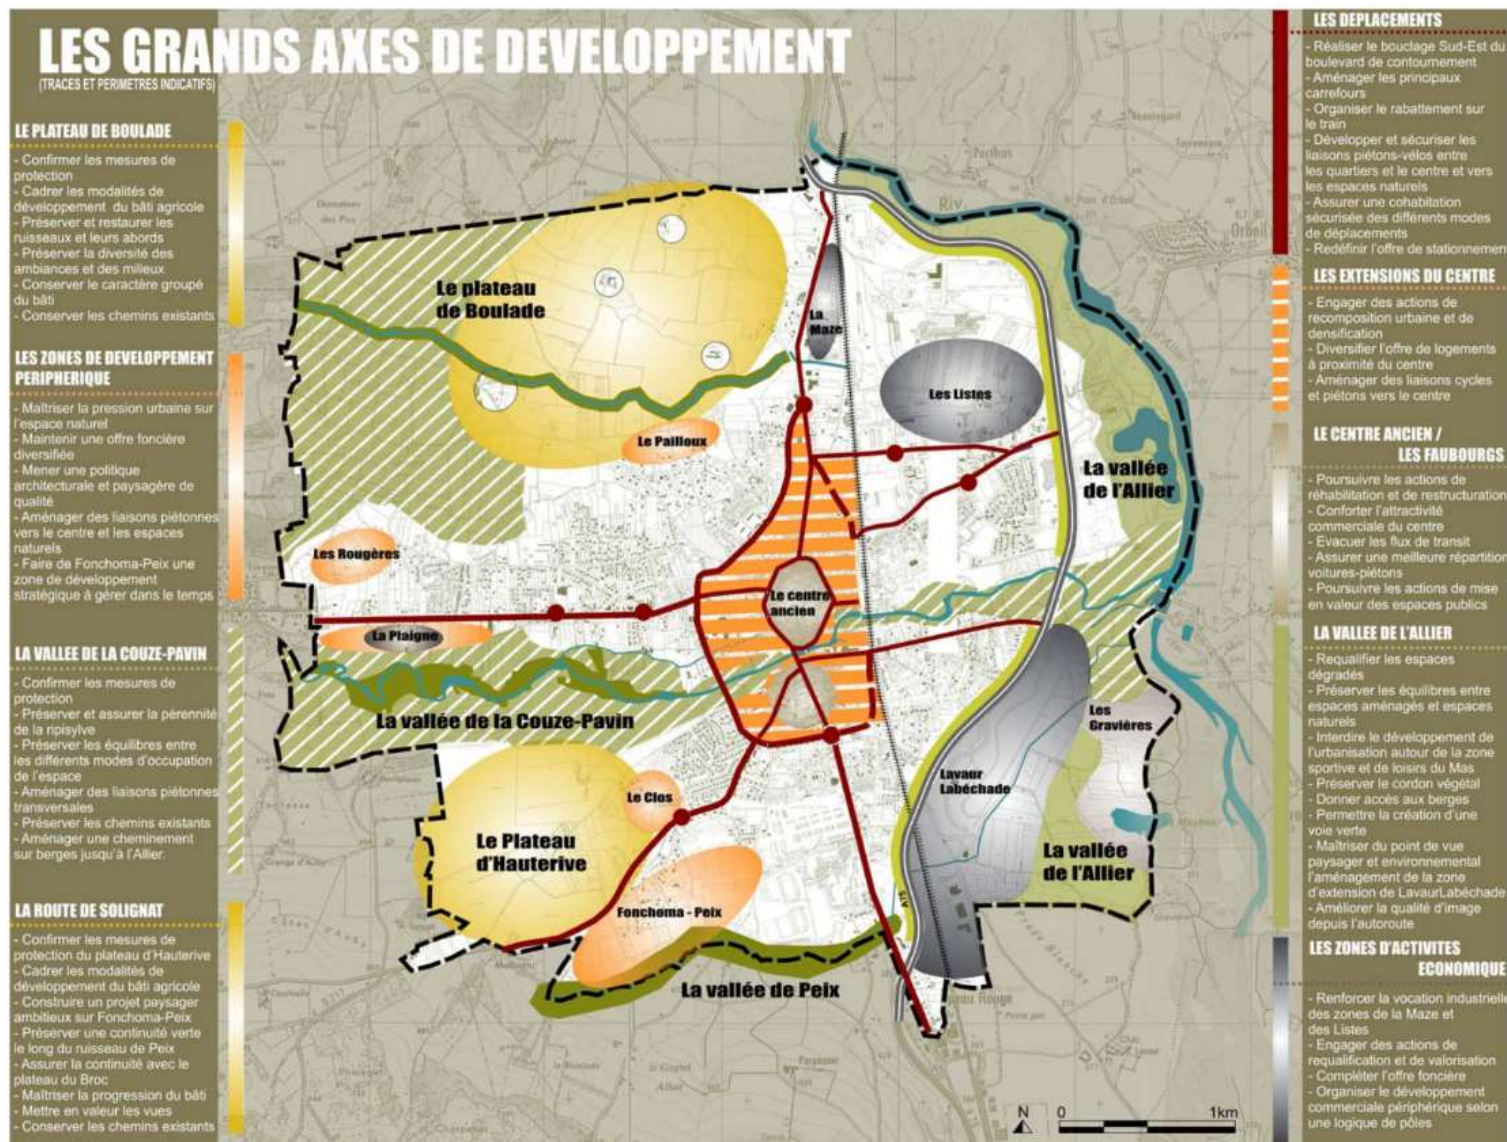 LES GRANDS AXES DE DEVELOPPEMENT
(TRACES ET PERIMETRES INDICATIFS)
LE PLATEAU DE BOULADE
- Confirmer les mesures de
protection
- Cadrer les modalités de
développement du bâti agricole
- Préserver et restaurer les
ruisseaux et leurs abords
- Préserver la diversité des
ambiances et des milieux
- Conserver le caractère groupé
du bâti
- Conserver les chemins existants
LES ZONES DE DEVELOPPEMENT
PERIPHERIQUE
- Maîtriser la pression urbaine sur
l'espace naturel
- Maintenir une offre foncière
diversifiée
- Mener une politique
architecturale et paysagère de
qualité
- Aménager des liaisons piétonnes
vers le centre et les espaces
naturels
- Faire de Fonchoma-Peix une
zone de développement
stratégique à gérer dans le temps
LA VALLEE DE LA COUZE-PAVIN
- Confirmer les mesures de
protection
- Préserver et assurer la pérennité
de la ripisylve
- Préserver les équilibres entre
les différents modes d'occupation
de l'espace
- Aménager des liaisons piétonnes
transversales
- Préserver les chemins existants
- Aménager un cheminement
sur berges jusqu'à l'Allier.
LA ROUTE DE SOLIGNAT
- Confirmer les mesures de
protection du plateau d'Hauterive
- Cadrer les modalités de
développement du bâti agricole
- Construire un projet paysager
ambitieux sur Fonchoma-Peix
- Préserver une continuité verte
le long du ruisseau de Peix
- Assurer la continuité avec le
plateau du Broc
- Maîtriser la progression du bâti
- Mettre en valeur les vues
- Conserver les chemins existants
Le plateau
de Boulade
La
Maze
Les Listes
Le Pailloux
La vallée
de l'Allier
Les Rougères
Le centre
ancien
La Plaigne
La vallée de la Couze-Pavin
Les
Gravières
Lavaur
Labéchade
Le Clos
Le Plateau
d'Hauterive
La vallée
de l'Allier
Fonchoma - Peix
A75
La vallée de Peix
Orbeil
Perthus
N
0
1km
LES DEPLACEMENTS
- Réaliser le bouclage Sud-Est du
boulevard de contournement
- Aménager les principaux
carrefours
- Organiser le rabattement sur
le train
- Développer et sécuriser les
liaisons piétons-vélos entre
les quartiers et le centre et vers
les espaces naturels
- Assurer une cohabitation
sécurisée des différents modes
de déplacements
- Redéfinir l'offre de stationnement
LES EXTENSIONS DU CENTRE
- Engager des actions de
recomposition urbaine et de
densification
- Diversifier l'offre de logements
à proximité du centre
- Aménager des liaisons cycles
et piétons vers le centre
LE CENTRE ANCIEN /
LES FAUBOURGS
- Poursuivre les actions de
réhabilitation et de restructuration
- Conforter l'attractivité
commerciale du centre
- Evacuer les flux de transit
- Assurer une meilleure répartition
voitures-piétons
- Poursuivre les actions de mise
en valeur des espaces publics
LA VALLEE DE L'ALLIER
- Requalifier les espaces
dégradés
- Préserver les équilibres entre
espaces aménagés et espaces
naturels
- Interdire le développement de
l'urbanisation autour de la zone
sportive et de loisirs du Mas
- Préserver le cordon végétal
- Donner accès aux berges
- Permettre la création d'une
voie verte
- Maîtriser du point de vue
paysager et environnemental
l'aménagement de la zone
d'extension de LavaurLabéchade
- Améliorer la qualité d'image
depuis l'autoroute
LES ZONES D'ACTIVITES
ECONOMIQUE
- Renforcer la vocation industrielle
des zones de la Maze et
des Listes
- Engager des actions de
requalification et de valorisation
- Compléter l'offre foncière
- Organiser le développement
commerciale périphérique selon
une logique de pôles